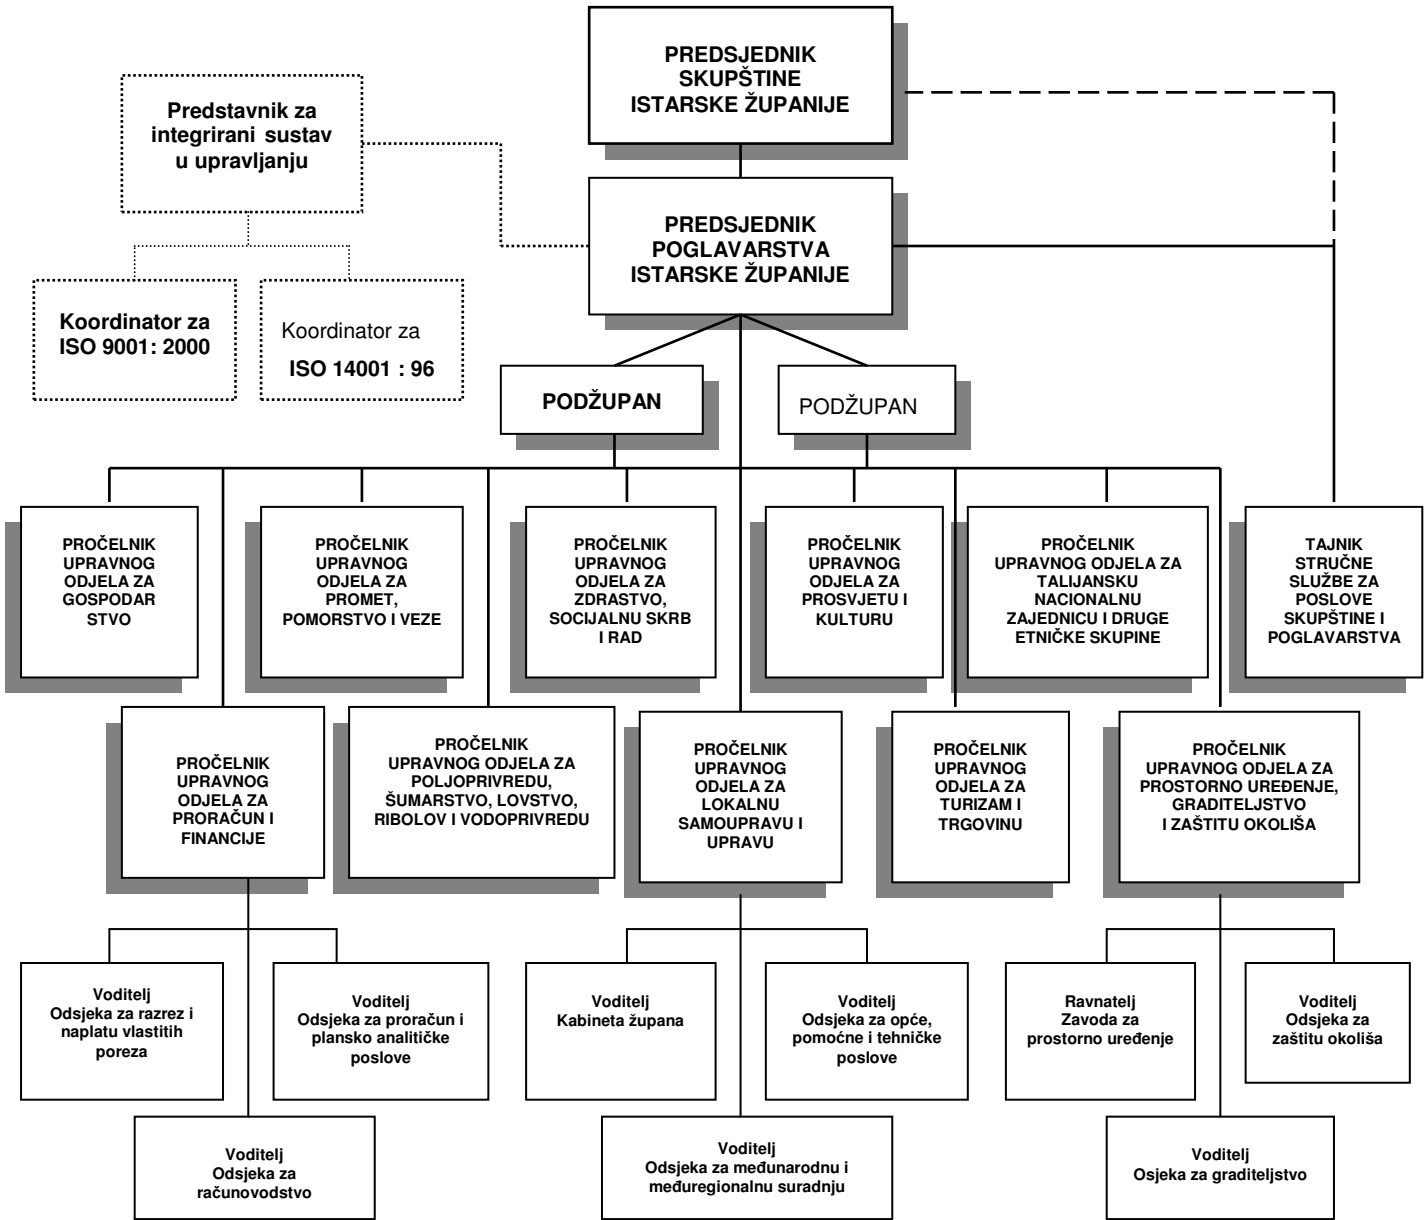 PREDSJEDNIK
SKUPŠTINE
ISTARSKE ŽUPANIJE
Predstavnik za
integrirani sustav
u upravljanju
PREDSJEDNIK
POGLAVARSTVA
ISTARSKE ŽUPANIJE
Koordinator za
ISO 9001: 2000
Koordinator za
ISO 14001 : 96
PODŽUPAN
PODŽUPAN
PROČELNIK
UPRAVNOG
ODJELA ZA
GOSPODAR
STVO
PROČELNIK
UPRAVNOG
ODJELA ZA
PROMET,
POMORSTVO I VEZE
PROČELNIK
UPRAVNOG
ODJELA ZA
ZDRASTVO,
SOCIJALNU SKRB
I RAD
PROČELNIK
UPRAVNOG
ODJELA ZA
PROSVJETU I
KULTURU
PROČELNIK
UPRAVNOG ODJELA ZA
TALIJANSKU
NACIONALNU
ZAJEDNICU I DRUGE
ETNIČKE SKUPINE
TAJNIK
STRUČNE
SLUŽBE ZA
POSLOVE
SKUPŠTINE I
POGLAVARSTVA
PROČELNIK
UPRAVNOG
ODJELA ZA
PRORAČUN I
FINANCIJE
PROČELNIK
UPRAVNOG ODJELA ZA
POLJOPRIVREDU,
ŠUMARSTVO, LOVSTVO,
RIBOLOV I VODOPRIVREDU
PROČELNIK
UPRAVNOG
ODJELA ZA
LOKALNU
SAMOUPRAVU I
UPRAVU
PROČELNIK
UPRAVNOG
ODJELA ZA
TURIZAM I
TRGOVINU
PROČELNIK
UPRAVNOG ODJELA ZA
PROSTORNO UREĐENJE,
GRADITELJSTVO
I ZAŠTITU OKOLIŠA
Voditelj
Odsjeka za razrez i
naplatu vlastitih
poreza
Voditelj
Odsjeka za proračun i
plansko analitičke
poslove
Voditelj
Kabineta župana
Voditelj
Odsjeka za opće,
pomoćne i tehničke
poslove
Ravnatelj
Zavoda za
prostorno uređenje
Voditelj
Odsjeka za
zaštitu okoliša
Voditelj
Odsjeka za
računovodstvo
Voditelj
Odsjeka za međunarodnu i
međuregionalnu suradnju
Voditelj
Osjeka za graditeljstvo